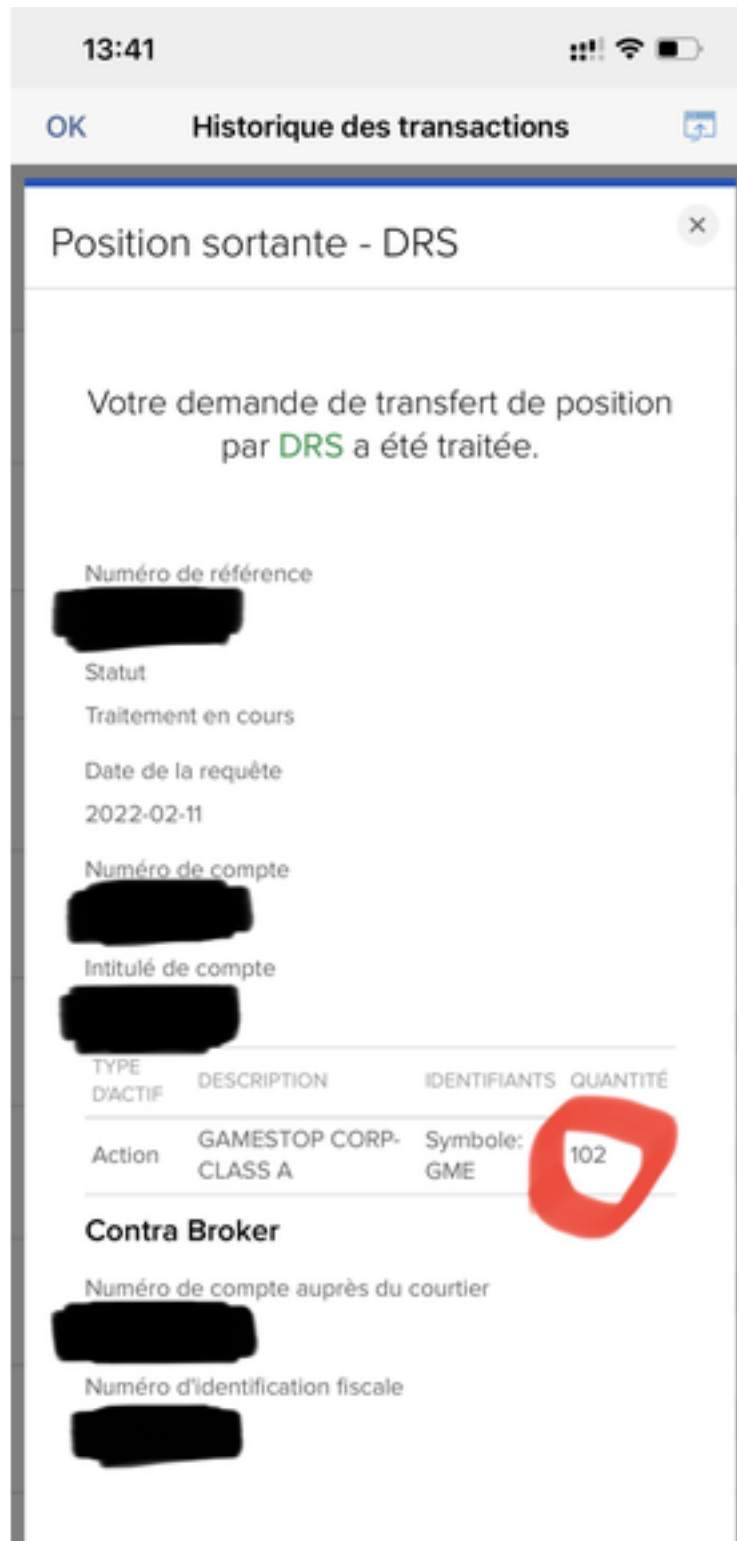 13:41
OK Historique des transactions
Position sortante - DRS
Votre demande de transfert de position
par DRS a été traitée.
Numéro de référence
Statut
Traitement en cours
Date de la requête
2022-02-11
Numéro de compte
Intitulé de compte
TYPE D'ACTIF DESCRIPTION IDENTIFIANTS QUANTITÉ
Action GAMESTOP CORP- CLASS A Symbole: GME 102
Contra Broker
Numéro de compte auprès du courtier
Numéro d'identification fiscale